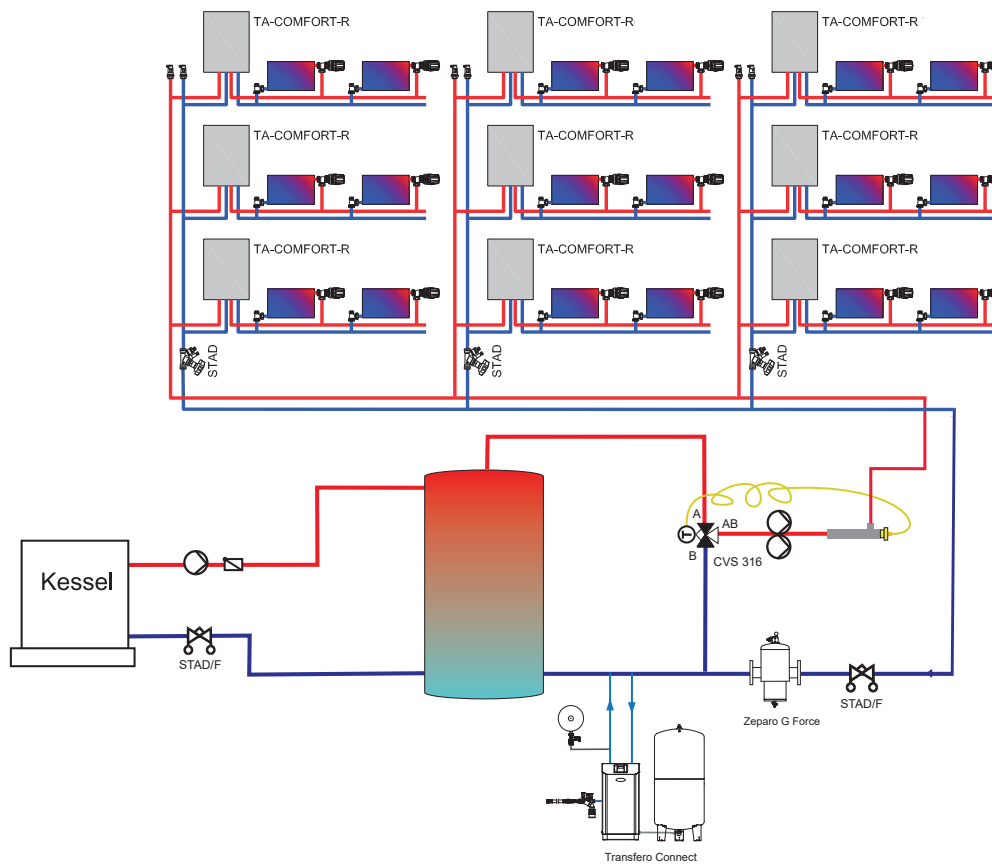 TA-COMFORT-R
TA-COMFORT-R
TA-COMFORT-R
TA-COMFORT-R
TA-COMFORT-R
TA-COMFORT-R
TA-COMFORT-R
TA-COMFORT-R
TA-COMFORT-R
STAD
STAD
STAD
A
AB
T
B
CVS 316
Kessel
STAD/F
STAD/F
Zeparo G Force
Transfero Connect